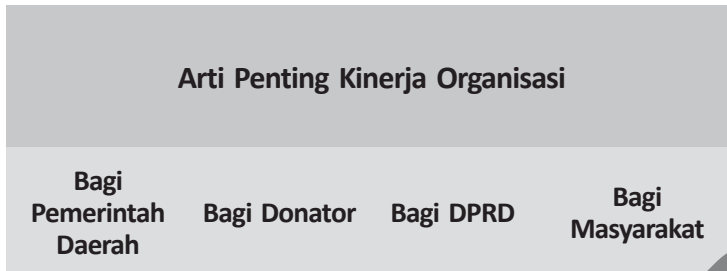 Arti Penting Kinerja Organisasi
Bagi
Pemerintah
Daerah
Bagi Donator
Bagi DPRD
Bagi
Masyarakat